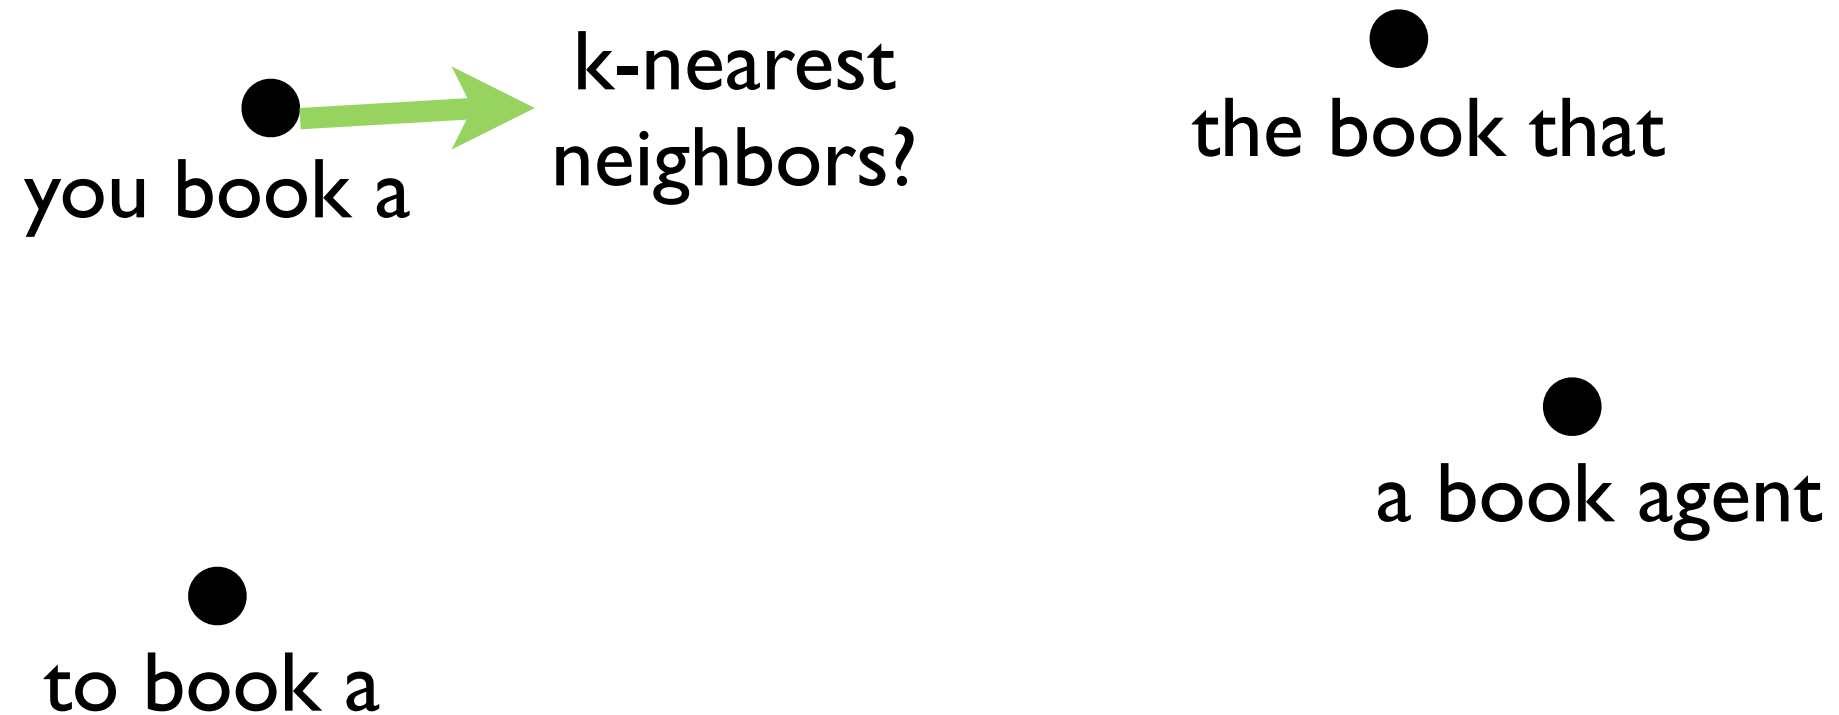 k-nearest
neighbors?
you book a
the book that
a book agent
to book a